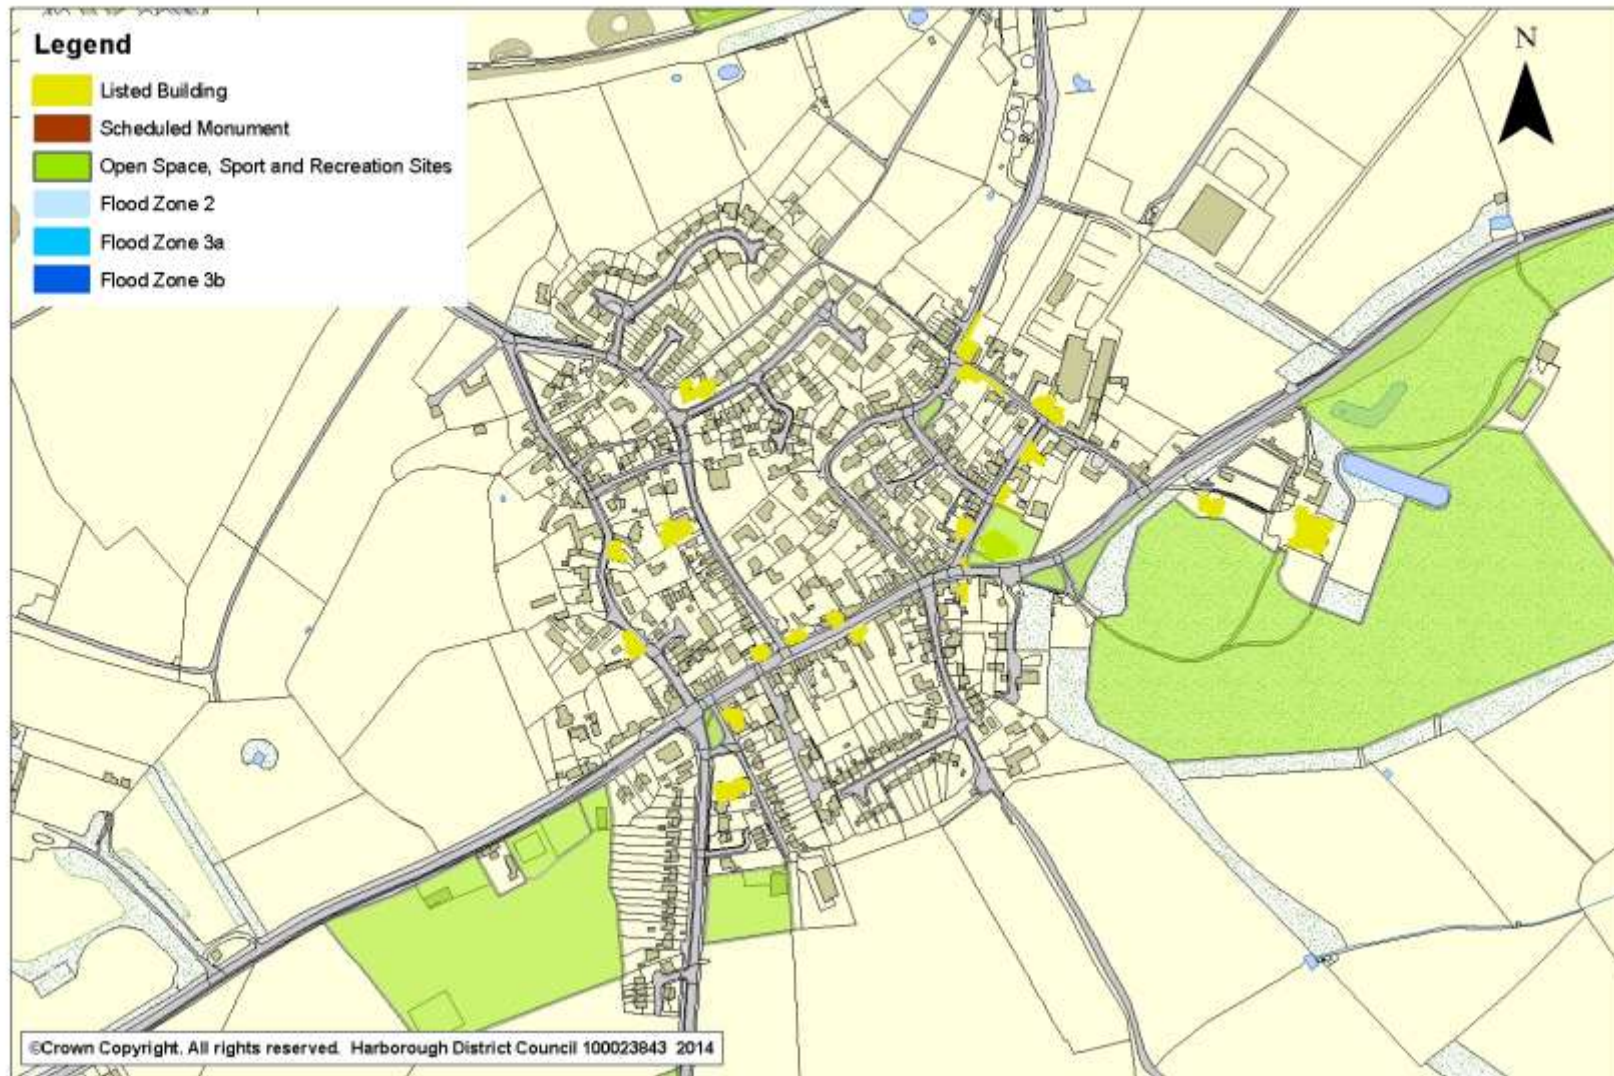 Legend
Listed Building
Scheduled Monument
Open Space, Sport and Recreation Sites
Flood Zone 2
Flood Zone 3a
Flood Zone 3b
N
©Crown Copyright. All rights reserved. Harborough District Council 100023843 2014